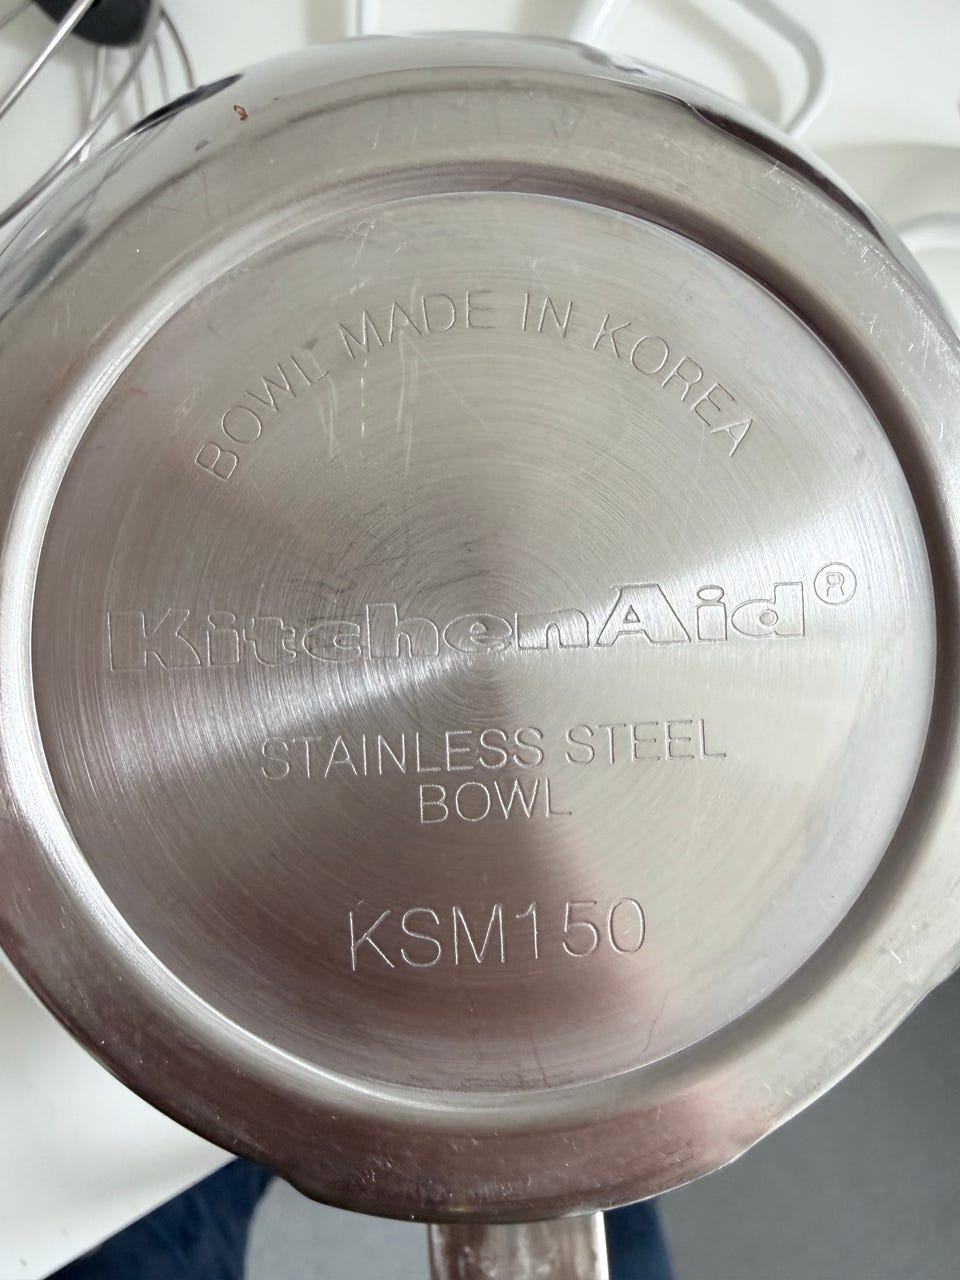 BOWL MADE IN KOREA
KitchenAid®
STAINLESS STEEL
BOWL
KSM150